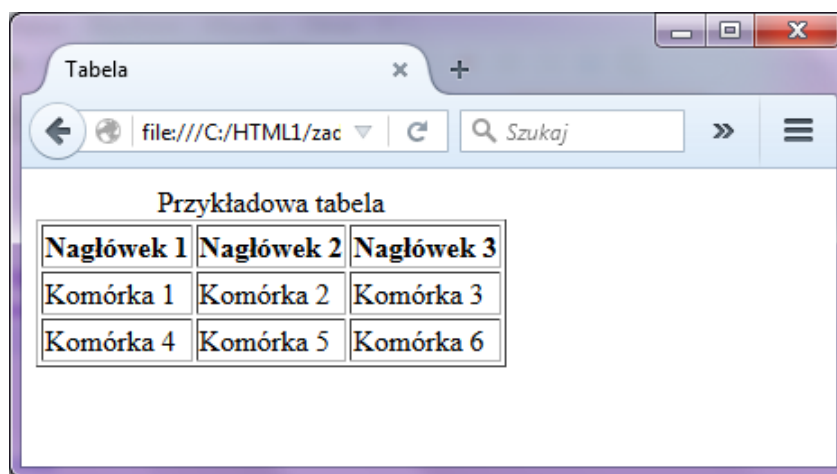 Tabela
file:///C:/HTML1/zac Szukaj
Przykładowa tabela
Nagłówek 1 Nagłówek 2 Nagłówek 3
Komórka 1 Komórka 2 Komórka 3
Komórka 4 Komórka 5 Komórka 6